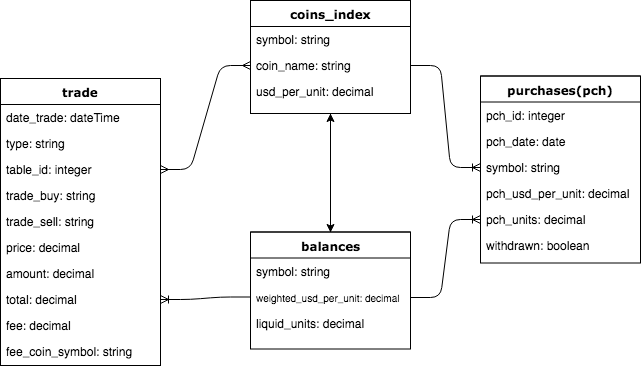 coins_index
symbol: string
coin_name: string
usd_per_unit: decimal
trade
date_trade: dateTime
type: string
table_id: integer
trade_buy: string
trade_sell: string
price: decimal
amount: decimal
total: decimal
fee: decimal
fee_coin_symbol: string
purchases(pch)
pch_id: integer
pch_date: date
symbol: string
pch_usd_per_unit: decimal
pch_units: decimal
withdrawn: boolean
balances
symbol: string
weighted_usd_per_unit: decimal
liquid_units: decimal